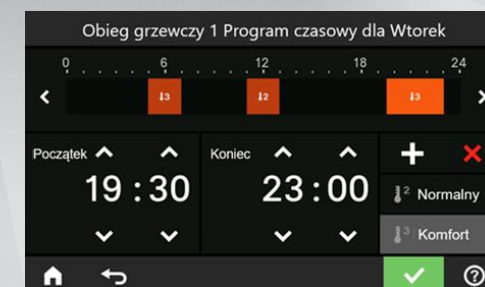 Obieg grzewczy 1 Program czasowy dla Wtorek
0 6 12 18 24
3 2 3
Początek Koniec
19 : 30 23 : 00
2 Normalny
3 Komfort
?